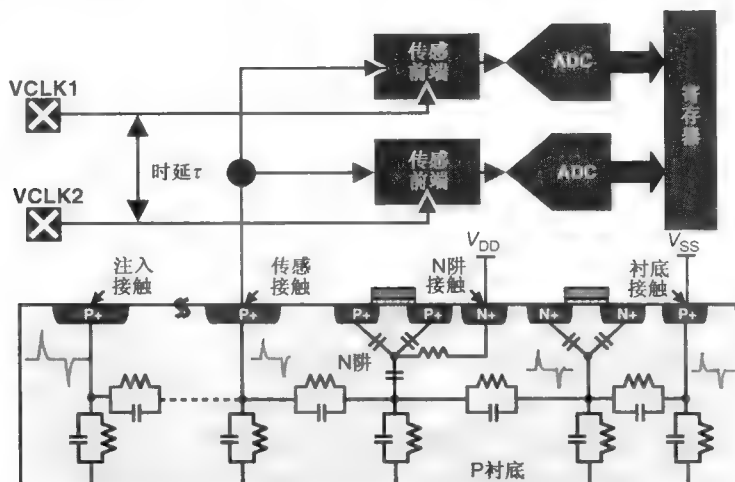 VCLK1
时延τ
VCLK2
传感
前端
ADC
传感
前端
ADC
寄存器
注入
接触
传感
接触
N阱
接触
V_DD
衬底
接触
V_SS
P+
P+
P+
P+
N+
N+
N+
P+
N阱
P衬底